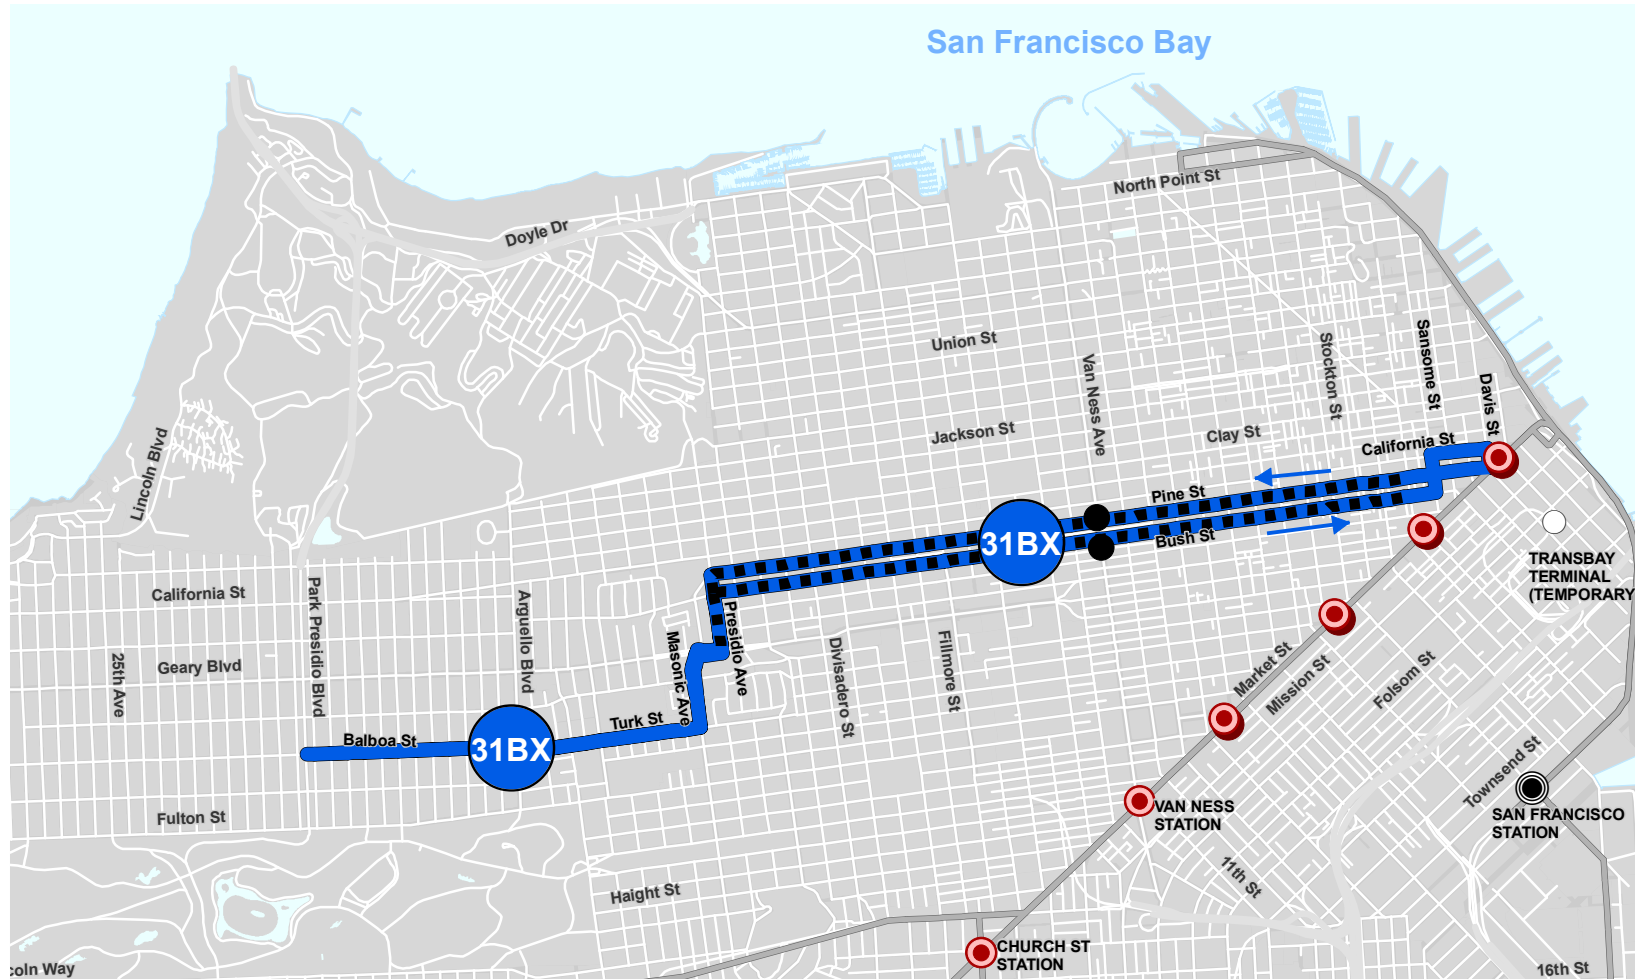 San Francisco Bay
North Point St
Doyle Dr
Union St
Van Ness Ave
Stockton St
Sansome St
Davis St
Jackson St
Clay St
California St
Lincoln Blvd
Pine St
31BX
Bush St
TRANSBAY
TERMINAL
(TEMPORARY
California St
Park Presidio Blvd
Arguello Blvd
Presidio Ave
Masonic Ave
Divisadero St
Fillmore St
25th Ave
Geary Blvd
Market St
Mission St
Folsom St
Turk St
Balboa St
31BX
Townsend St
VAN NESS
STATION
SAN FRANCISCO
STATION
Fulton St
11th St
Haight St
CHURCH ST
STATION
coln Way
16th St